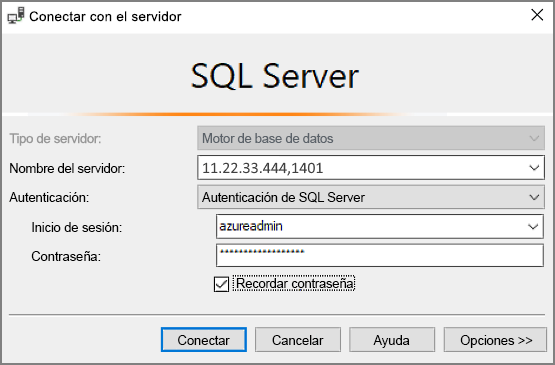 Conectar con el servidor
SQL Server
Tipo de servidor: Motor de base de datos
Nombre del servidor: 11.22.33.444,1401
Autenticación: Autenticación de SQL Server
Inicio de sesión: azureadmin
Contraseña: ******************
Recordar contraseña
Conectar Cancelar Ayuda Opciones >>